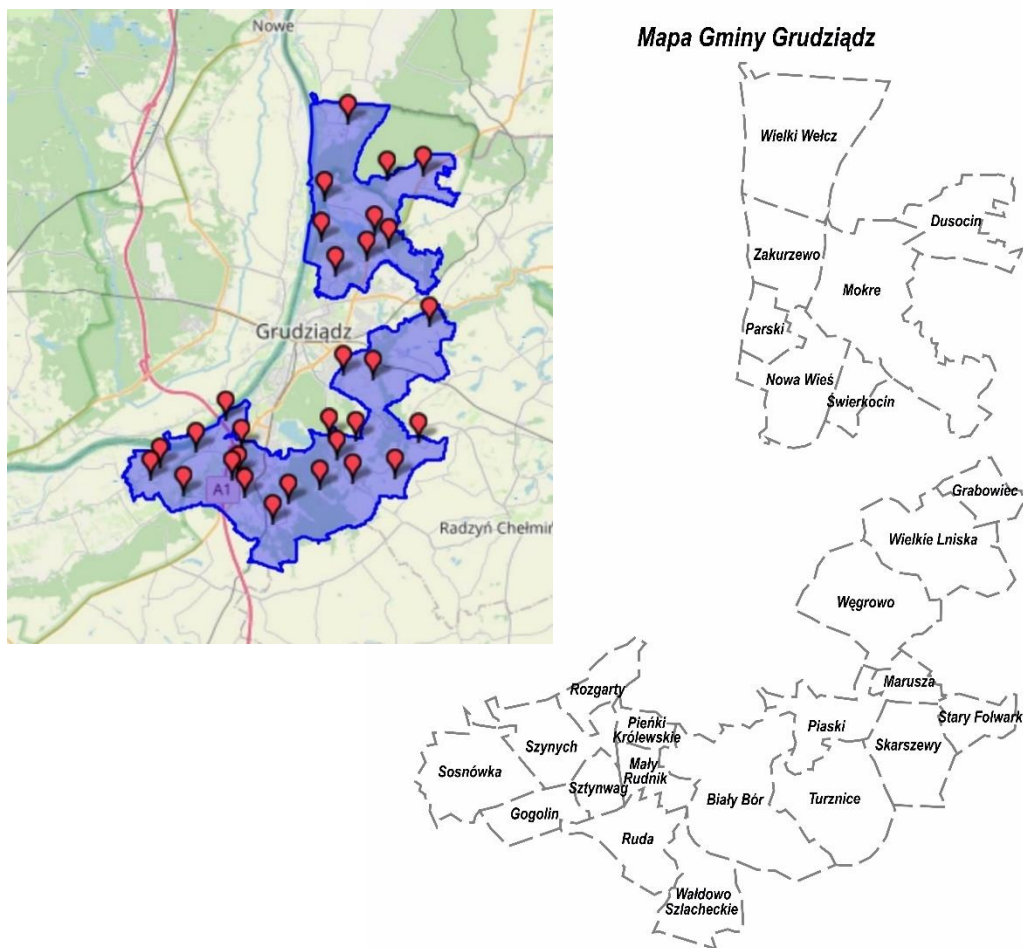 Nowe
Grudziądz
A1
Radzyń Chełmiń
Mapa Gminy Grudziądz
Wielki Wełcz
Dusocin
Zakurzewo
Mokre
Parski
Nowa Wieś
Świerkocin
Grabowiec
Wielkie Lniska
Węgrowo
Marusza
Rozgarty
Stary Folwark
Pieńki
Królewskie
Piaski
Skarszewy
Szynych
Sosnówka
Mały
Rudnik
Sztynwag
Biały Bór
Turznice
Gogolin
Ruda
Wałdowo
Szlacheckie